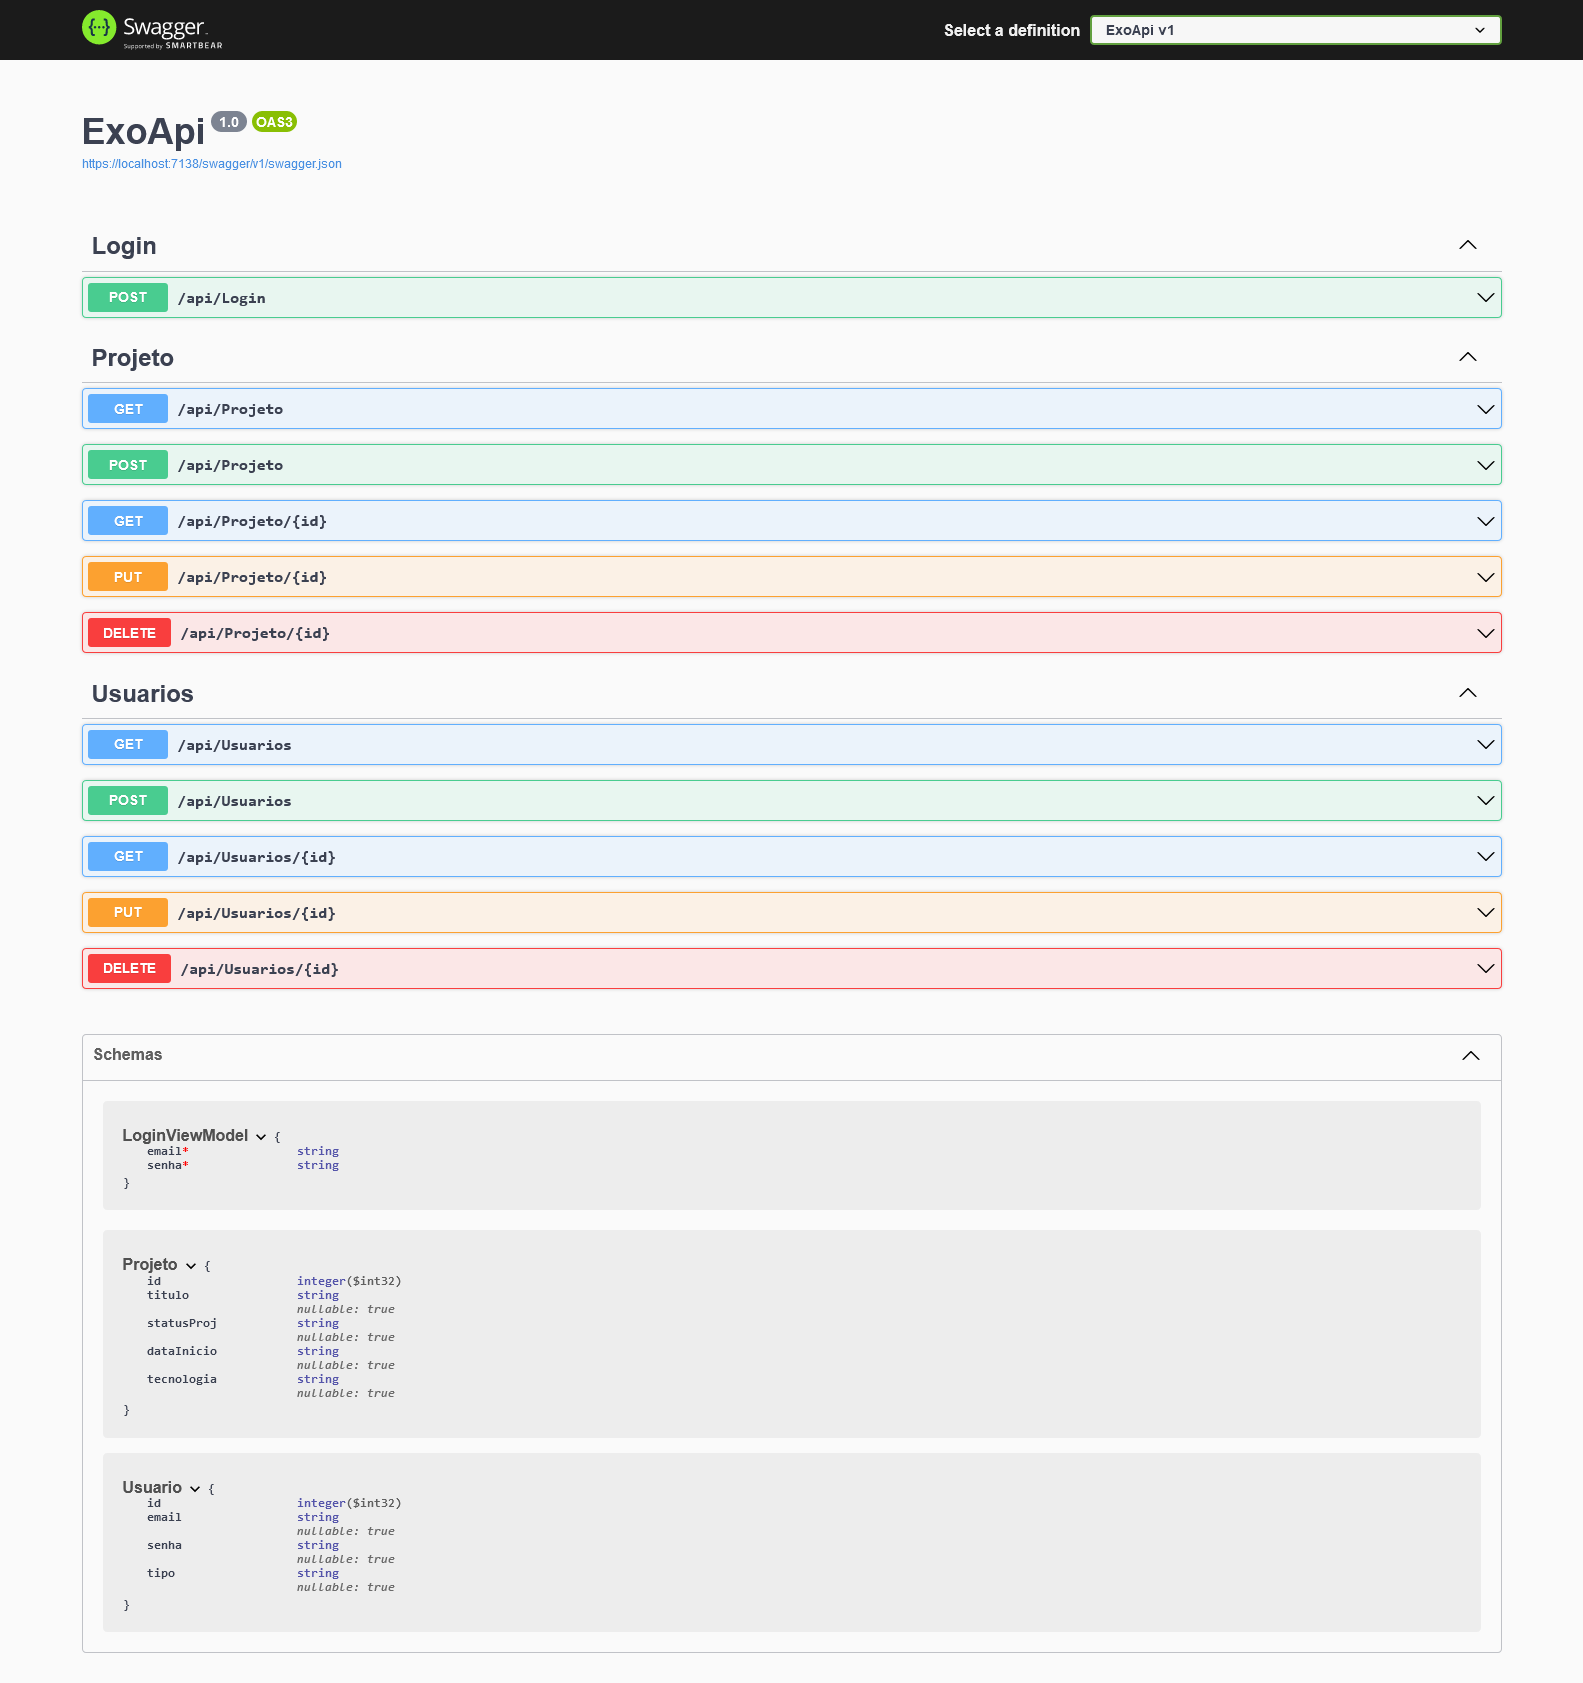 Swagger.
Supported by SMARTBEAR
Select a definition
ExoApi v1
ExoApi 1.0 OAS3
https://localhost:7138/swagger/v1/swagger.json
Login
POST /api/Login
Projeto
GET /api/Projeto
POST /api/Projeto
GET /api/Projeto/{id}
PUT /api/Projeto/{id}
DELETE /api/Projeto/{id}
Usuarios
GET /api/Usuarios
POST /api/Usuarios
GET /api/Usuarios/{id}
PUT /api/Usuarios/{id}
DELETE /api/Usuarios/{id}
Schemas
LoginViewModel {
email* string
senha* string
}
Projeto {
id integer($int32)
titulo string
nullable: true
statusProj string
nullable: true
dataInicio string
nullable: true
tecnologia string
nullable: true
}
Usuario {
id integer($int32)
email string
nullable: true
senha string
nullable: true
tipo string
nullable: true
}